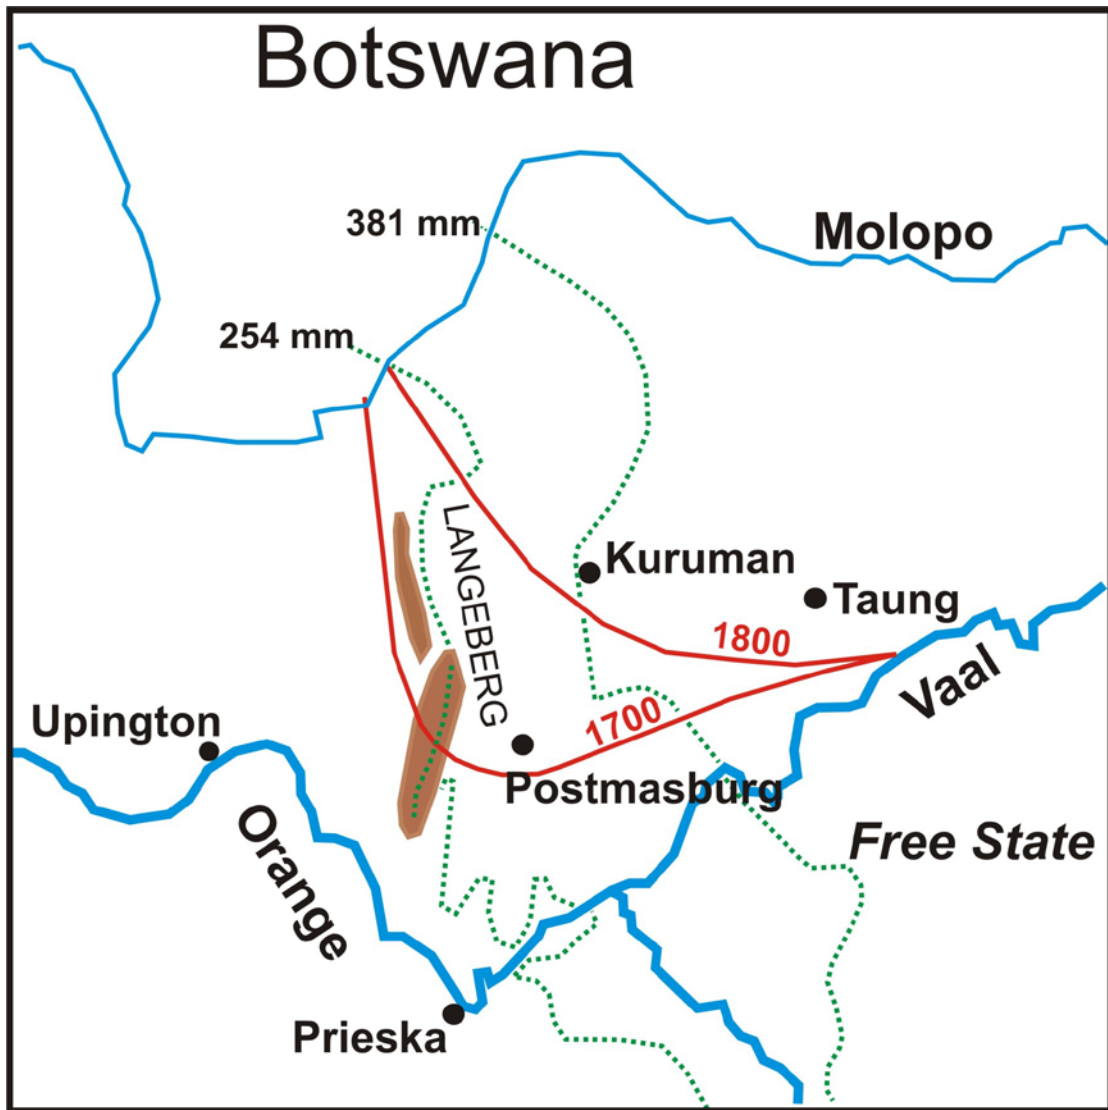 Botswana
381 mm
Molopo
254 mm
LANGEBERG
Kuruman
Taung
1800
Vaal
1700
Upington
Postmasburg
Orange
Free State
Prieska